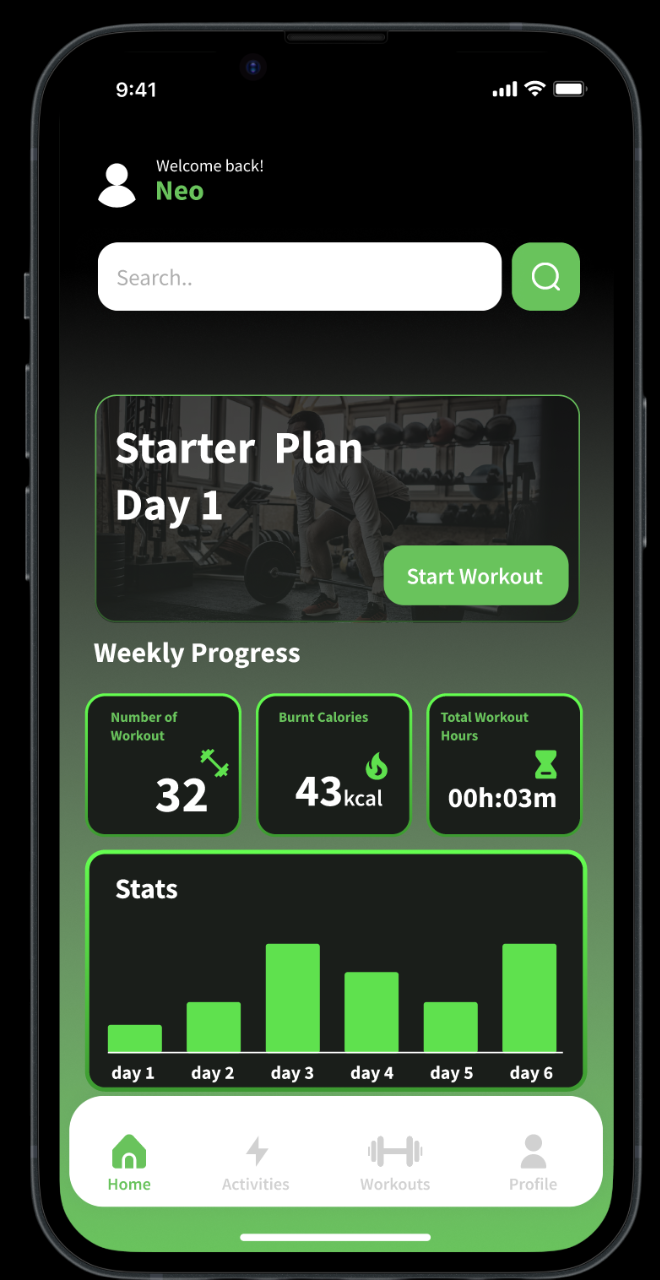 9:41
Welcome back!
Neo
Search..
Starter Plan
Day 1
Start Workout
Weekly Progress
Number of
Workout
32
Burnt Calories
43kcal
Total Workout
Hours
00h:03m
Stats
day 1 day 2 day 3 day 4 day 5 day 6
Home Activities Workouts Profile